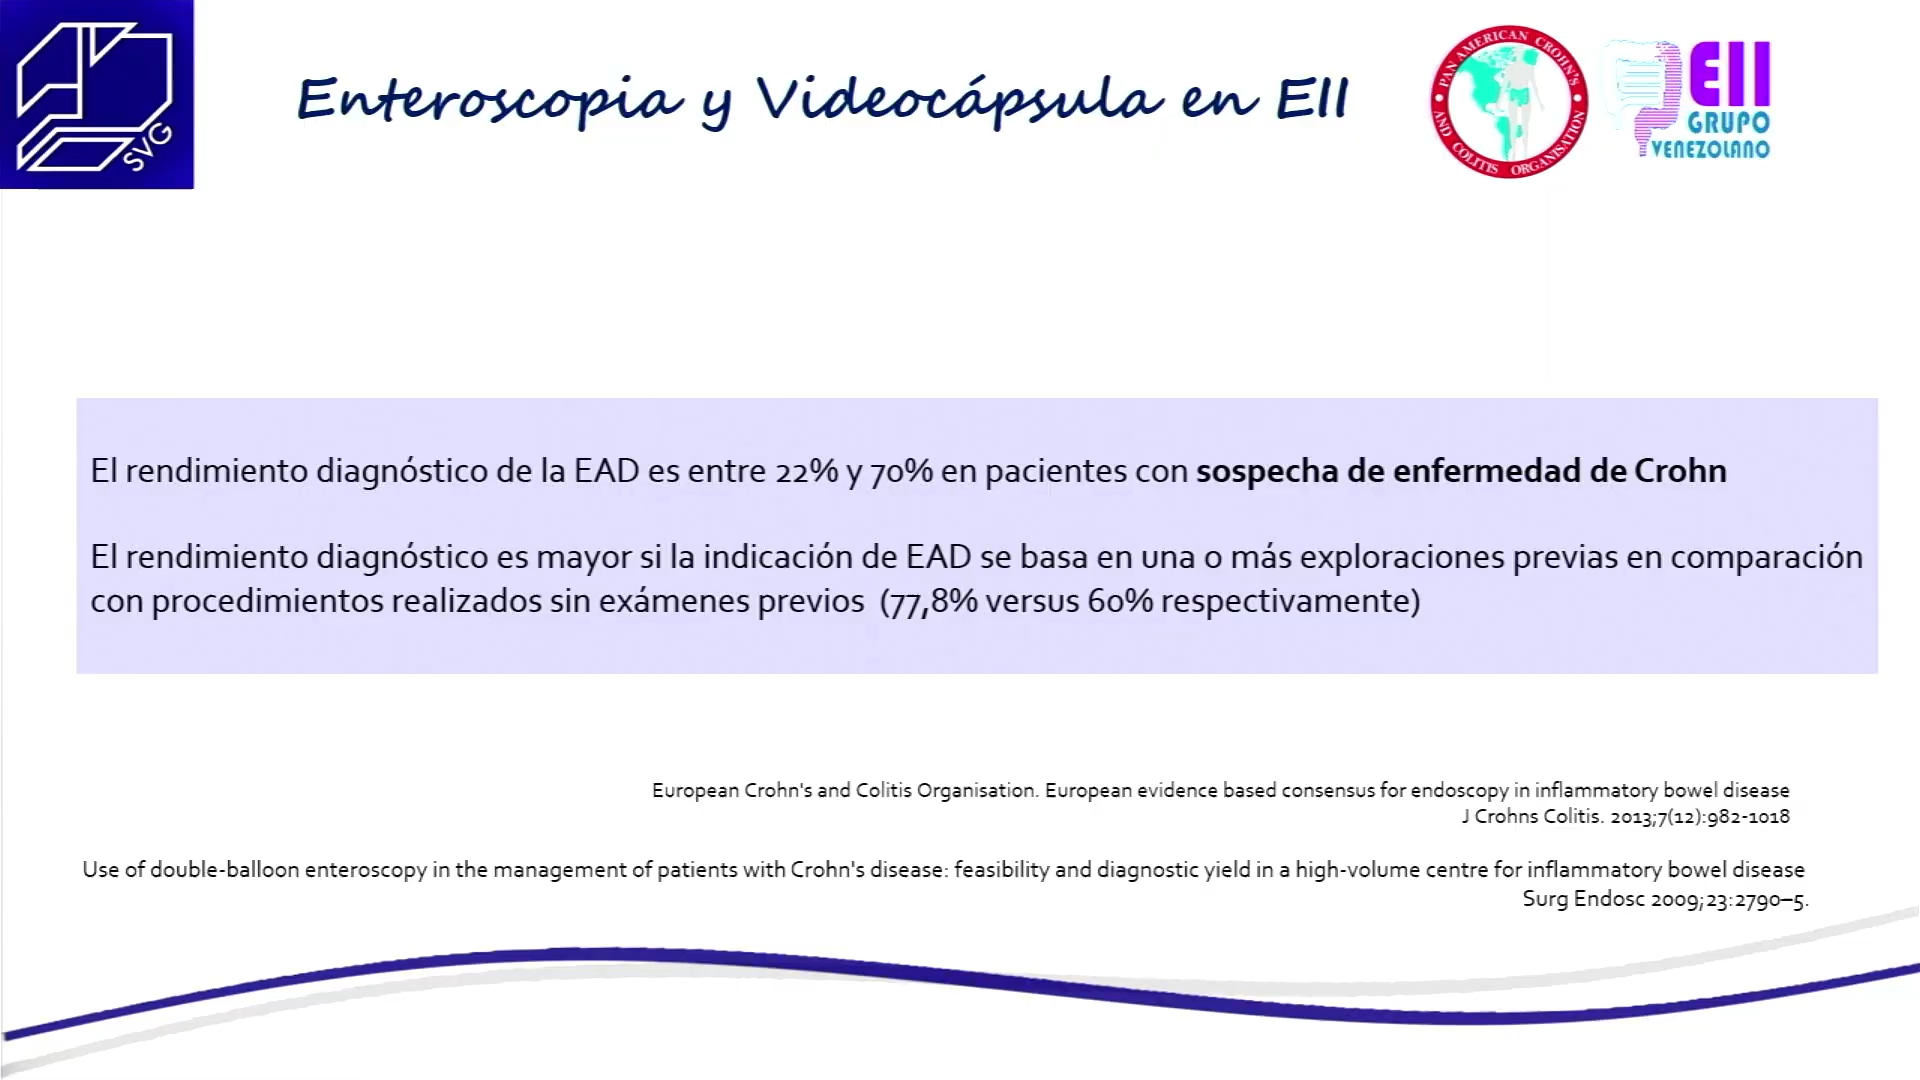 SVG
Enteroscopia y Videocápsula en EII
PAN AMERICAN CROHN'S
AND COLITIS ORGANISATION
EII
GRUPO
VENEZOLANO
El rendimiento diagnóstico de la EAD es entre 22% y 70% en pacientes con sospecha de enfermedad de Crohn
El rendimiento diagnóstico es mayor si la indicación de EAD se basa en una o más exploraciones previas en comparación
con procedimientos realizados sin exámenes previos (77,8% versus 60% respectivamente)
European Crohn's and Colitis Organisation. European evidence based consensus for endoscopy in inflammatory bowel disease
J Crohns Colitis. 2013;7(12):982-1018
Use of double-balloon enteroscopy in the management of patients with Crohn's disease: feasibility and diagnostic yield in a high-volume centre for inflammatory bowel disease
Surg Endosc 2009;23:2790–5.